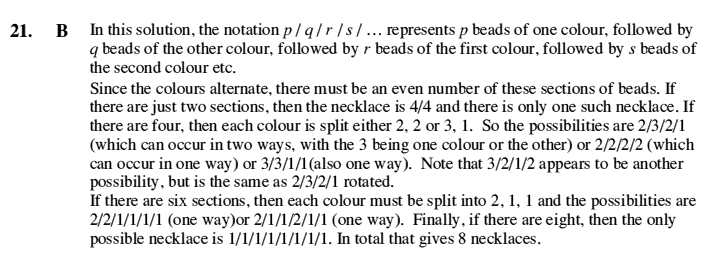 21. B In this solution, the notation p / q / r / s / … represents p beads of one colour, followed by
q beads of the other colour, followed by r beads of the first colour, followed by s beads of
the second colour etc.
Since the colours alternate, there must be an even number of these sections of beads. If
there are just two sections, then the necklace is 4/4 and there is only one such necklace. If
there are four, then each colour is split either 2, 2 or 3, 1. So the possibilities are 2/3/2/1
(which can occur in two ways, with the 3 being one colour or the other) or 2/2/2/2 (which
can occur in one way) or 3/3/1/1(also one way). Note that 3/2/1/2 appears to be another
possibility, but is the same as 2/3/2/1 rotated.
If there are six sections, then each colour must be split into 2, 1, 1 and the possibilities are
2/2/1/1/1/1 (one way)or 2/1/1/2/1/1 (one way). Finally, if there are eight, then the only
possible necklace is 1/1/1/1/1/1/1/1. In total that gives 8 necklaces.